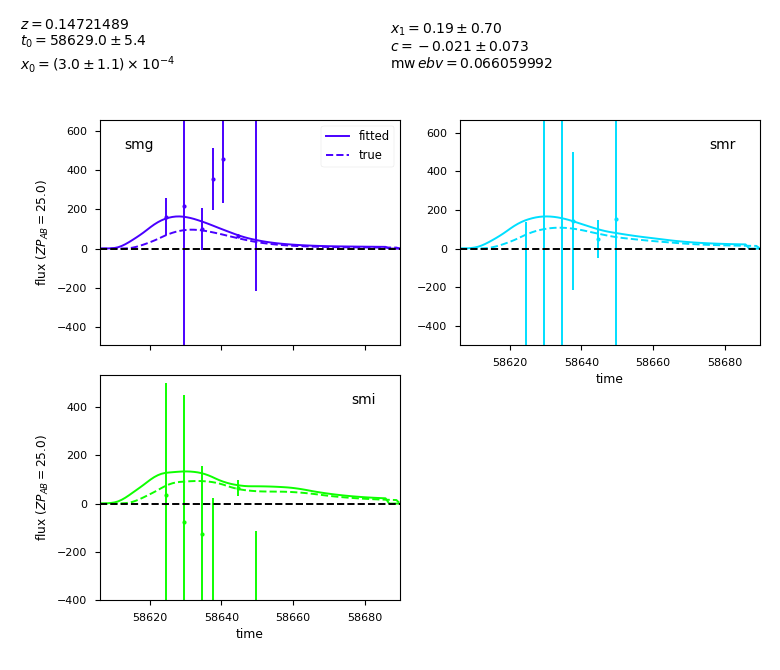 z = 0.14721489
t₀ = 58629.0 ± 5.4
x₀ = (3.0 ± 1.1) × 10⁻⁴
x₁ = 0.19 ± 0.70
c = −0.021 ± 0.073
mw ebv = 0.066059992
smg
fitted
true
600
400
200
0
−200
−400
flux (ZP_AB = 25.0)
smr
600
400
200
0
−200
−400
58620 58640 58660 58680
time
smi
400
200
0
−200
−400
flux (ZP_AB = 25.0)
58620 58640 58660 58680
time